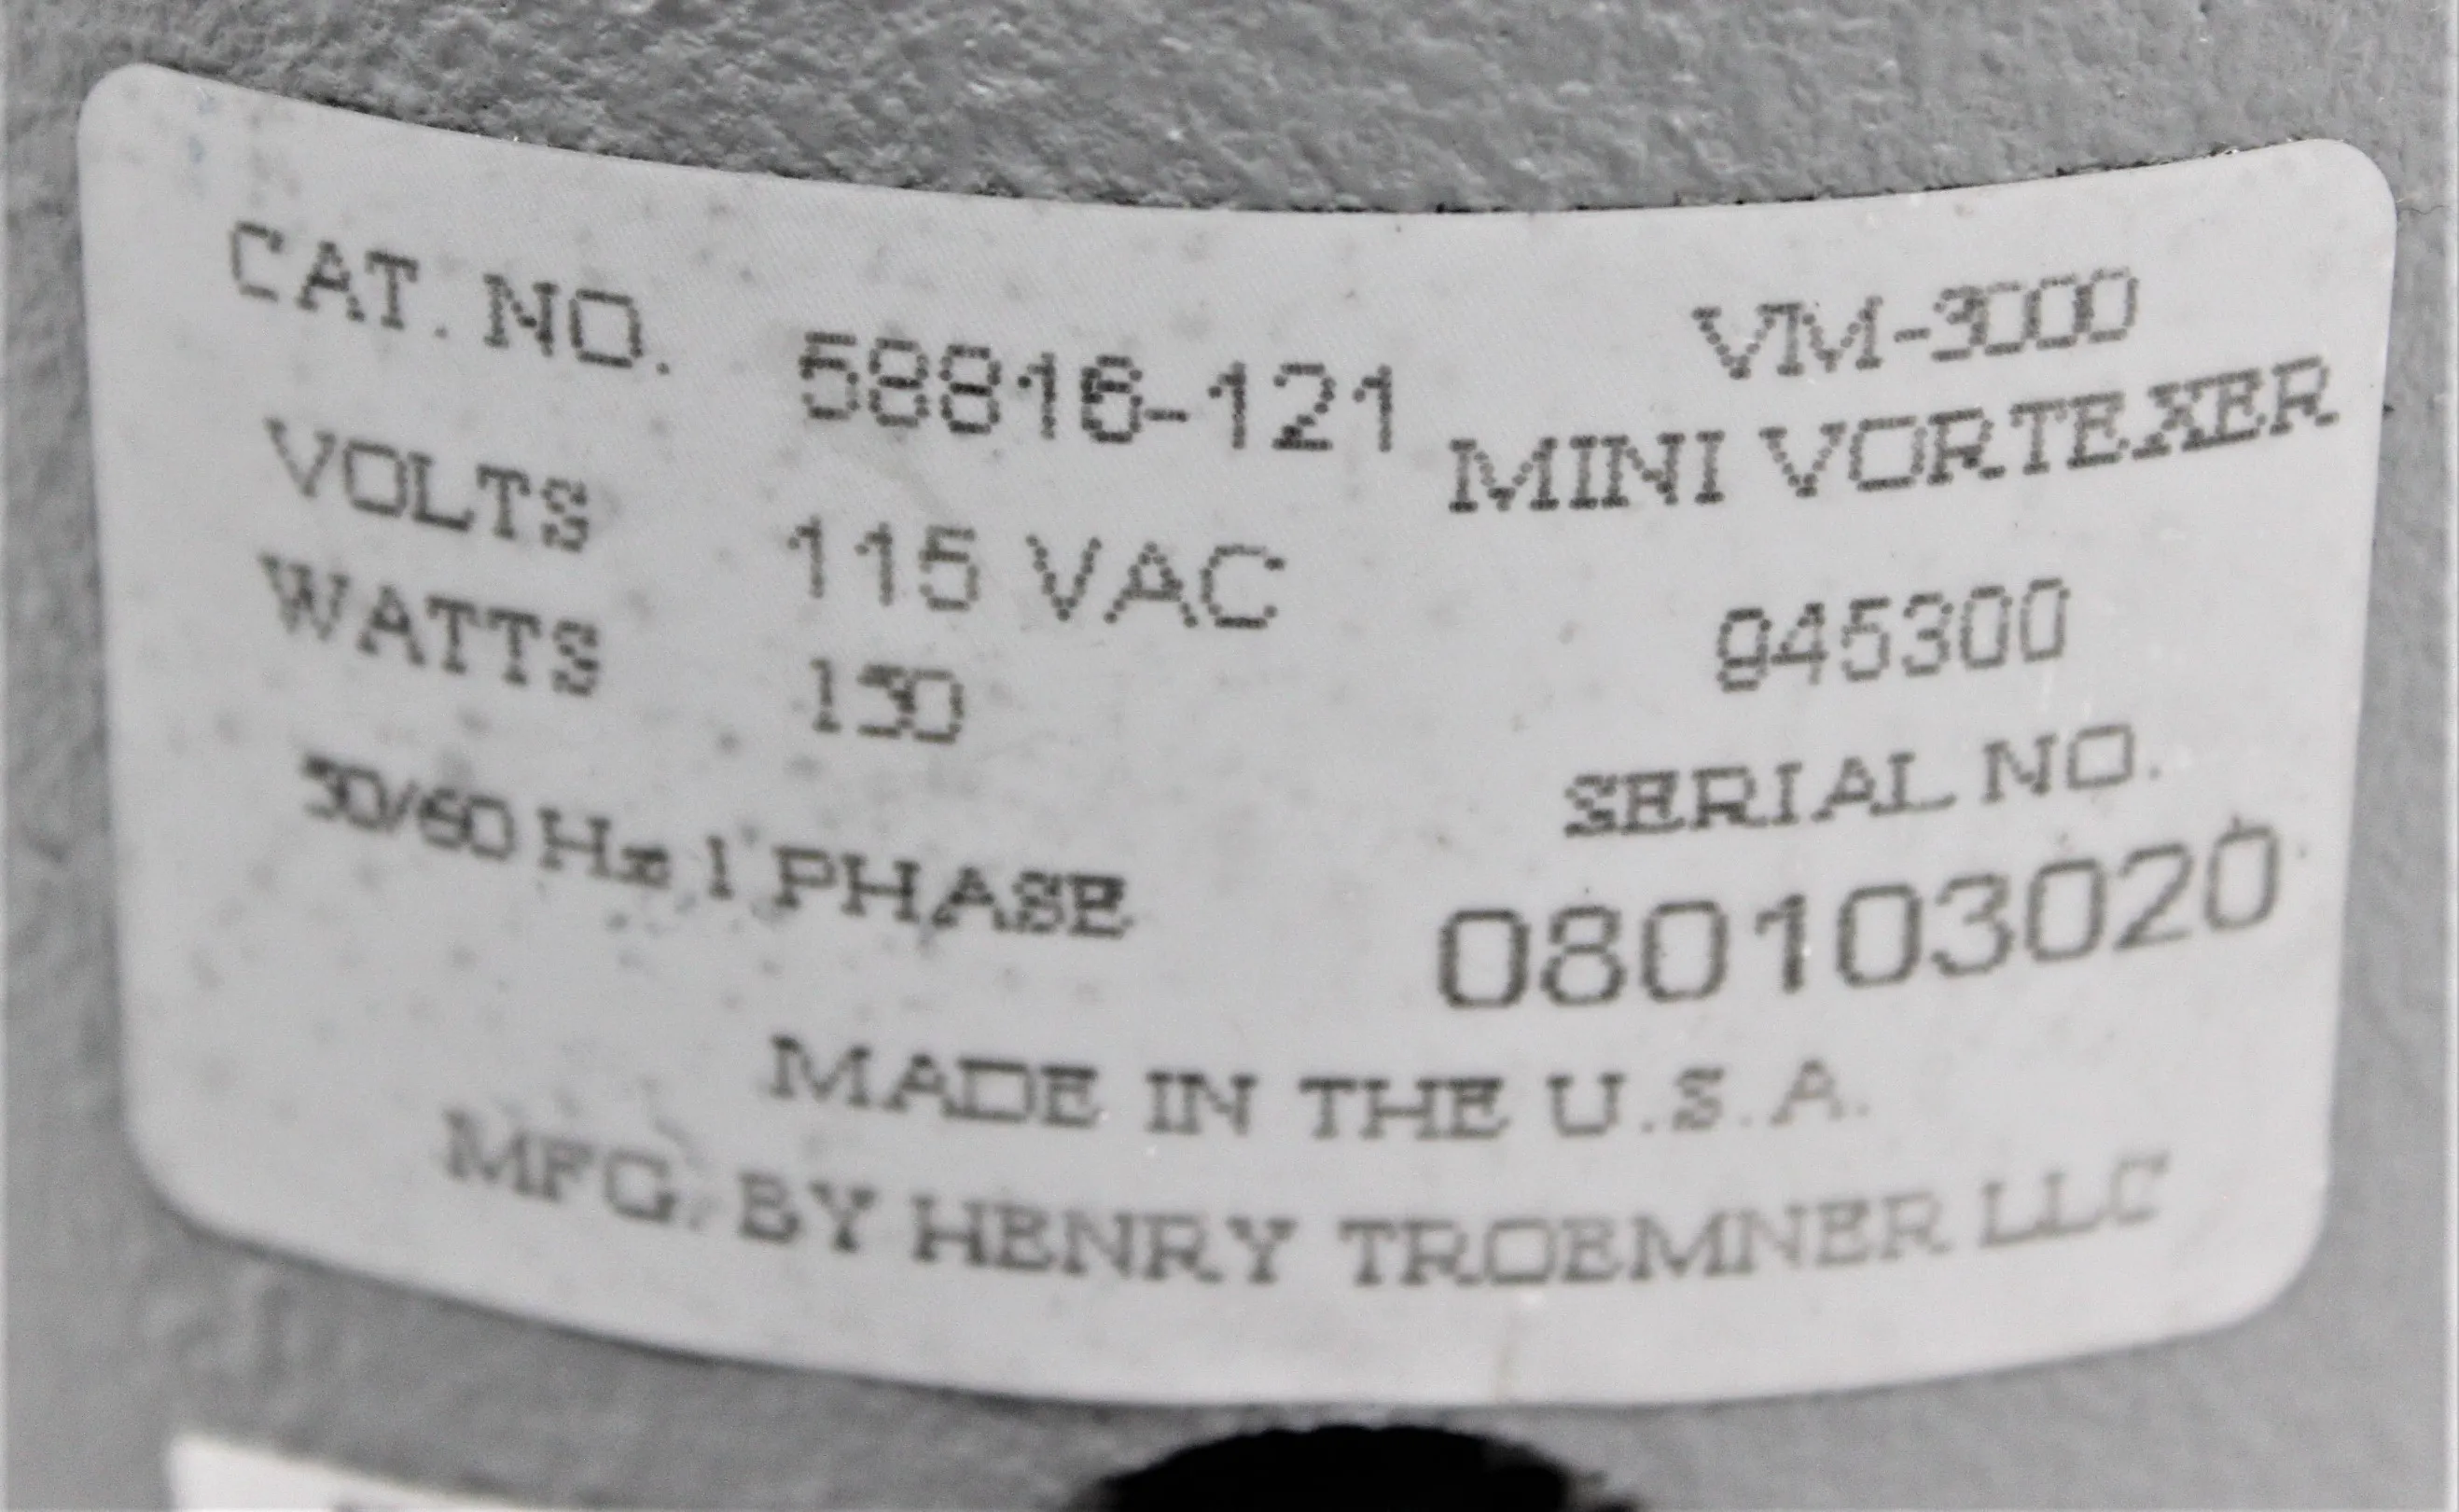 CAT. NO. 58816-121
VOLTS 115 VAC
WATTS 150
50/60 Hz 1 PHASE
VM-3000
MINI VORTEXER
945300
SERIAL NO.
080103020
MADE IN THE U.S.A.
MFG. BY HENRY TROEMNER LLC